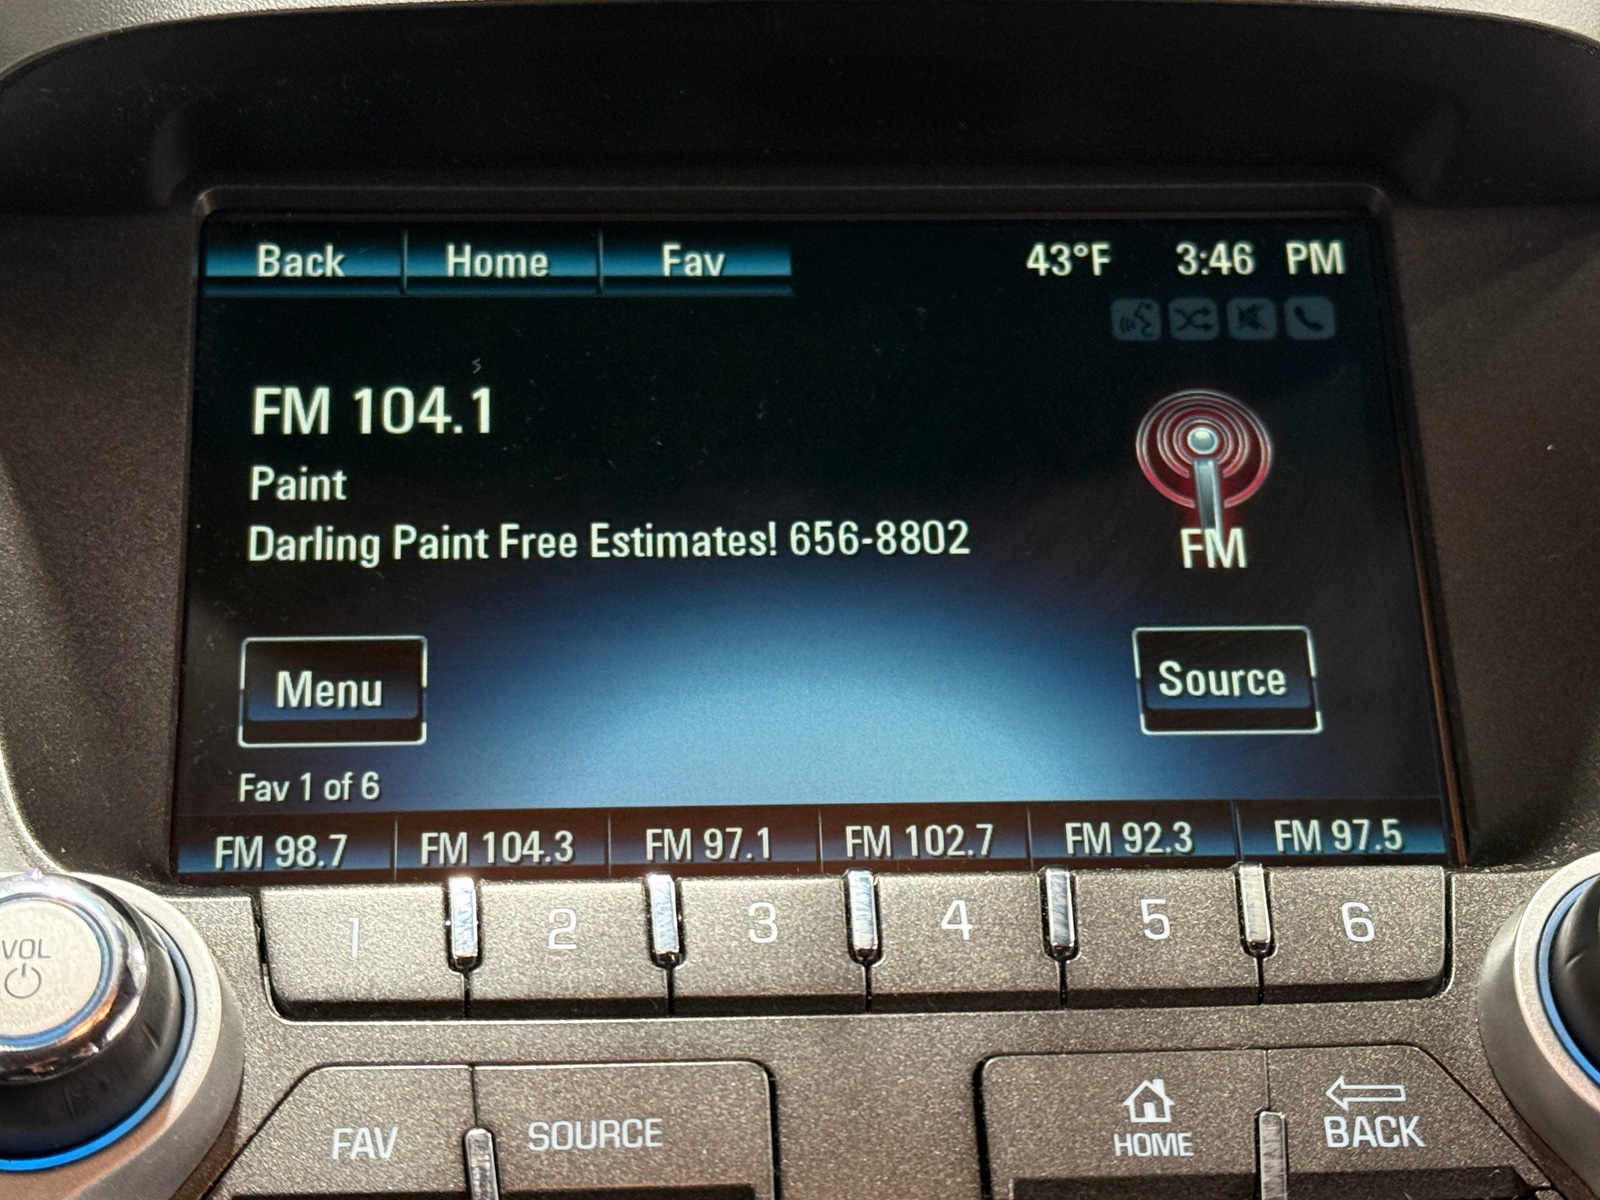 Back Home Fav 43°F 3:46 PM
FM 104.1
Paint
Darling Paint Free Estimates! 656-8802
FM
Menu Source
Fav 1 of 6
FM 98.7 FM 104.3 FM 97.1 FM 102.7 FM 92.3 FM 97.5
1 2 3 4 5 6
VOL
FAV SOURCE HOME BACK